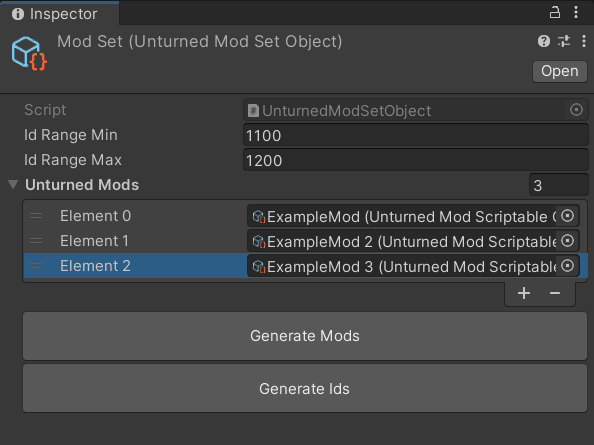 Inspector
Mod Set (Unturned Mod Set Object)
Open
Script UnturnedModSetObject
Id Range Min 1100
Id Range Max 1200
Unturned Mods 3
Element 0 ExampleMod (Unturned Mod Scriptable O
Element 1 ExampleMod 2 (Unturned Mod Scriptable
Element 2 ExampleMod 3 (Unturned Mod Scriptable
Generate Mods
Generate Ids